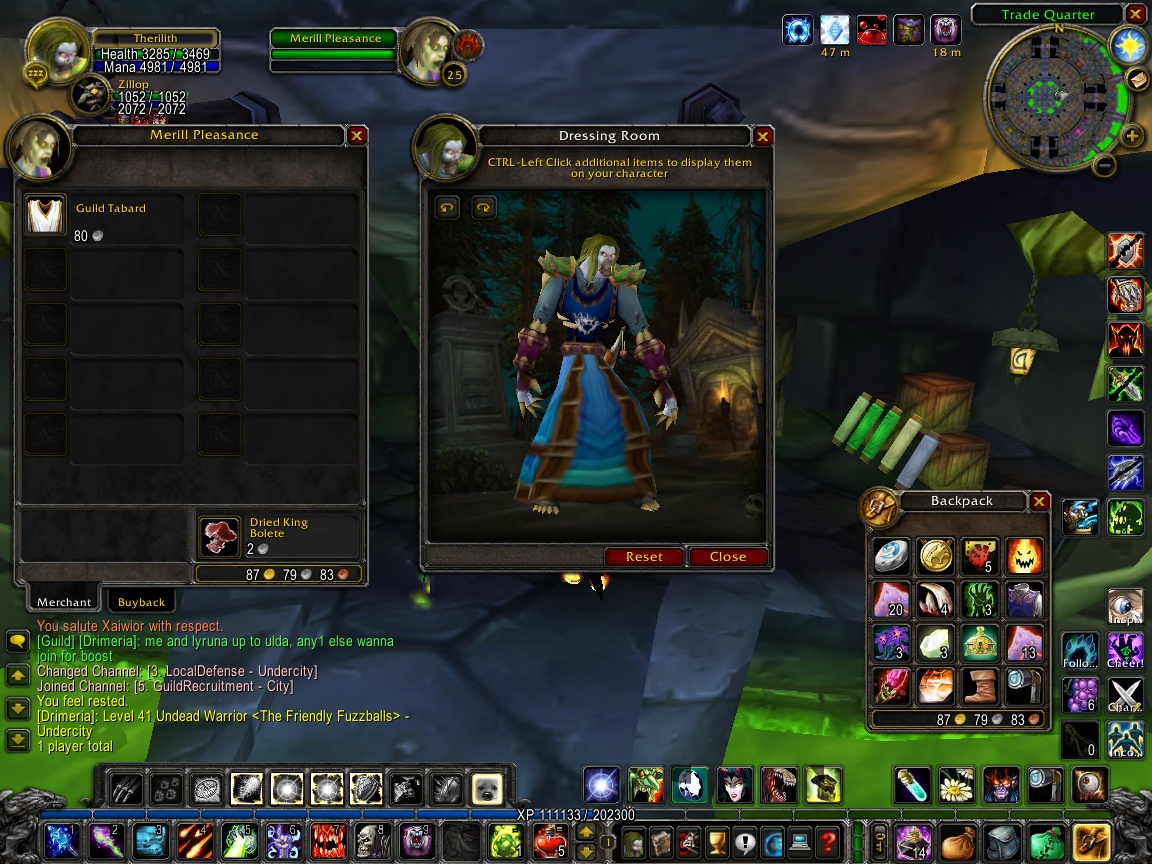 Therilith
Health 3285 / 3469
Mana 4981 / 4981
zzz
Zillop
1052 / 1052
2072 / 2072
Merill Pleasance
25
47 m
18 m
Trade Quarter
N
Merill Pleasance
Guild Tabard
80
Dried King
Bolete
2
87 79 83
Merchant
Buyback
Dressing Room
CTRL-Left Click additional items to display them
on your character
Reset
Close
Backpack
5
20 4 3
3 3 13
87 79 83
Follo...
Cheer!
6
0
You salute Xaiwior with respect.
[Guild] [Drimeria]: me and lyruna up to ulda, any1 else wanna
join for boost
Changed Channel: [3. LocalDefense - Undercity]
Joined Channel: [5. GuildRecruitment - City]
You feel rested.
[Drimeria]: Level 41 Undead Warrior <The Friendly Fuzzballs> -
Undercity
1 player total
XP 111133 / 202300
1 2 3 4 5 6 7 8 9
5
1
14